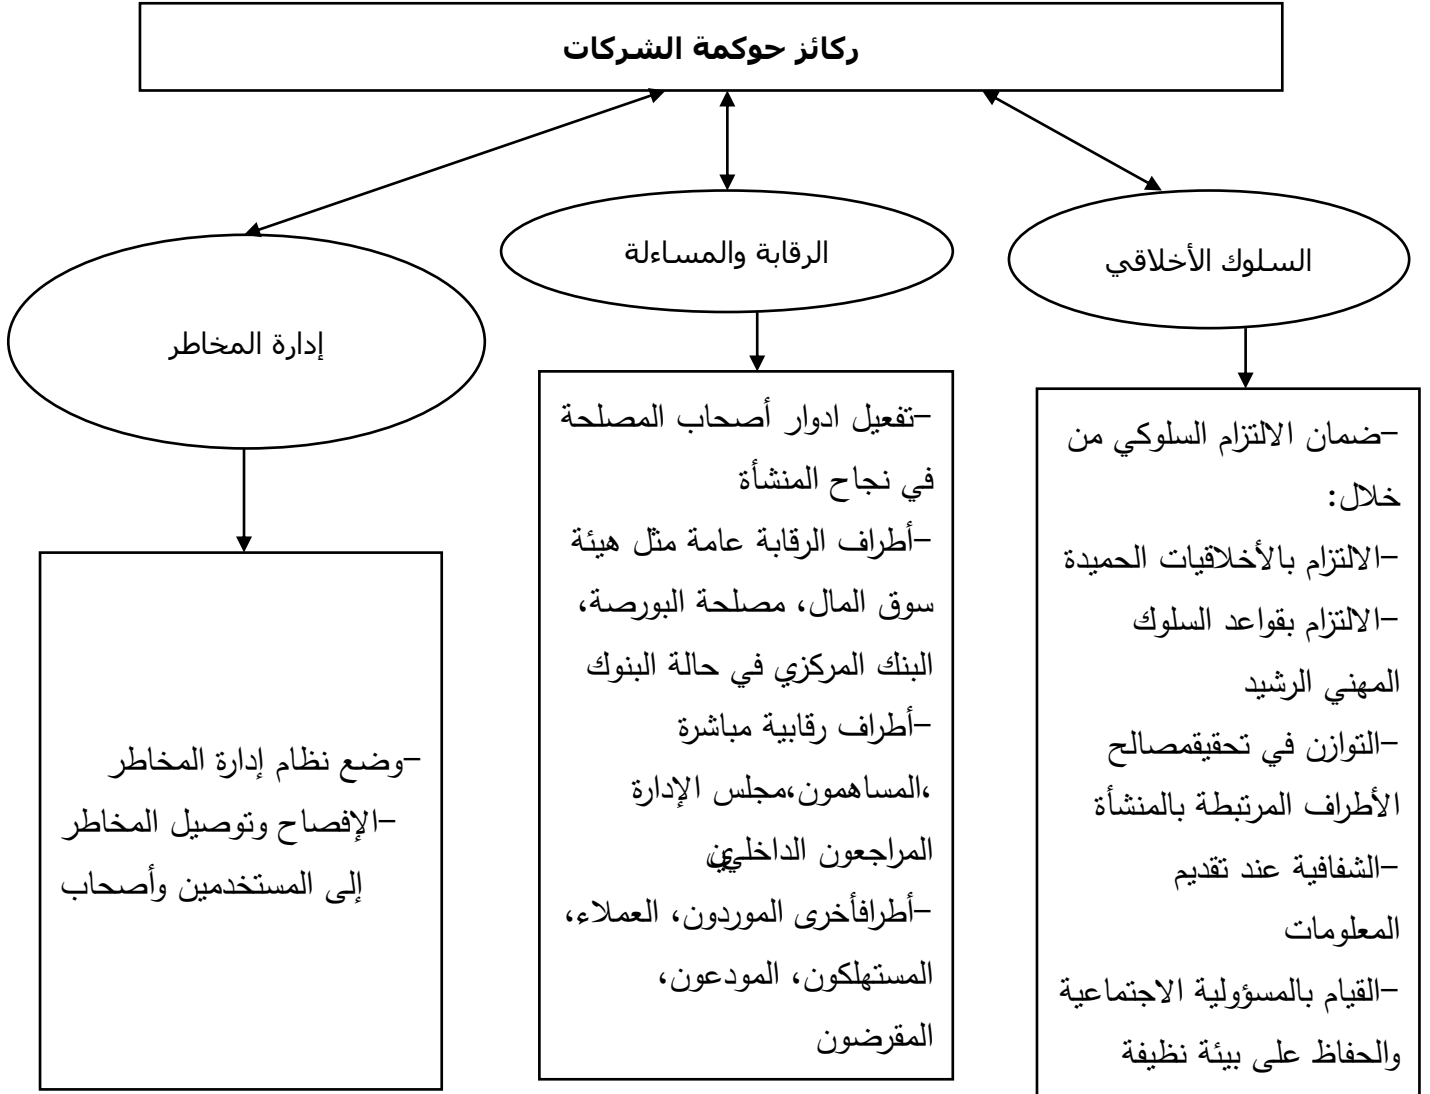 ركائز حوكمة الشركات
السلوك الأخلاقي
الرقابة والمساءلة
إدارة المخاطر
-ضمان الالتزام السلوكي من
خلال:
-الالتزام بالأخلاقيات الحميدة
-الالتزام بقواعد السلوك
المهني الرشيد
-التوازن في تحقيقمصالح
الأطراف المرتبطة بالمنشأة
-الشفافية عند تقديم
المعلومات
-القيام بالمسؤولية الاجتماعية
والحفاظ على بيئة نظيفة
-تفعيل ادوار أصحاب المصلحة
في نجاح المنشأة
-أطراف الرقابة عامة مثل هيئة
سوق المال، مصلحة البورصة،
البنك المركزي في حالة البنوك
-أطراف رقابية مباشرة
،المساهمون،مجلس الإدارة
المراجعون
-أطرافأخرى الموردون، العملاء،
المستهلكون، المودعون،
المقرضون
-وضع نظام إدارة المخاطر
-الإفصاح وتوصيل المخاطر
إلى المستخدمين وأصحاب